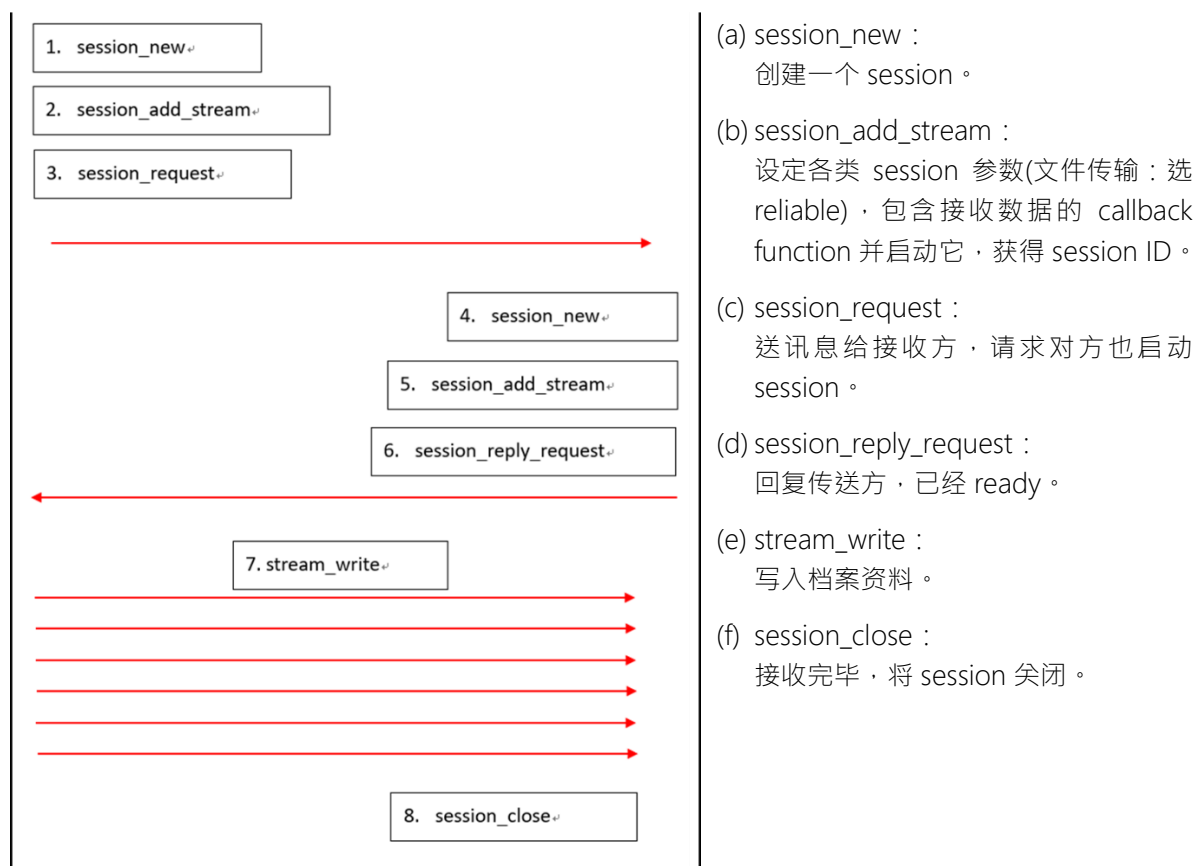 1. session_new↵
2. session_add_stream↵
3. session_request↵
4. session_new↵
5. session_add_stream↵
6. session_reply_request↵
7. stream_write↵
8. session_close↵
(a) session_new：
创建一个 session。
(b) session_add_stream：
设定各类 session 参数(文件传输：选
reliable)，包含接收数据的 callback
function 并启动它，获得 session ID。
(c) session_request：
送讯息给接收方，请求对方也启动
session。
(d) session_reply_request：
回复传送方，已经 ready。
(e) stream_write：
写入档案资料。
(f) session_close：
接收完毕，将 session 关闭。